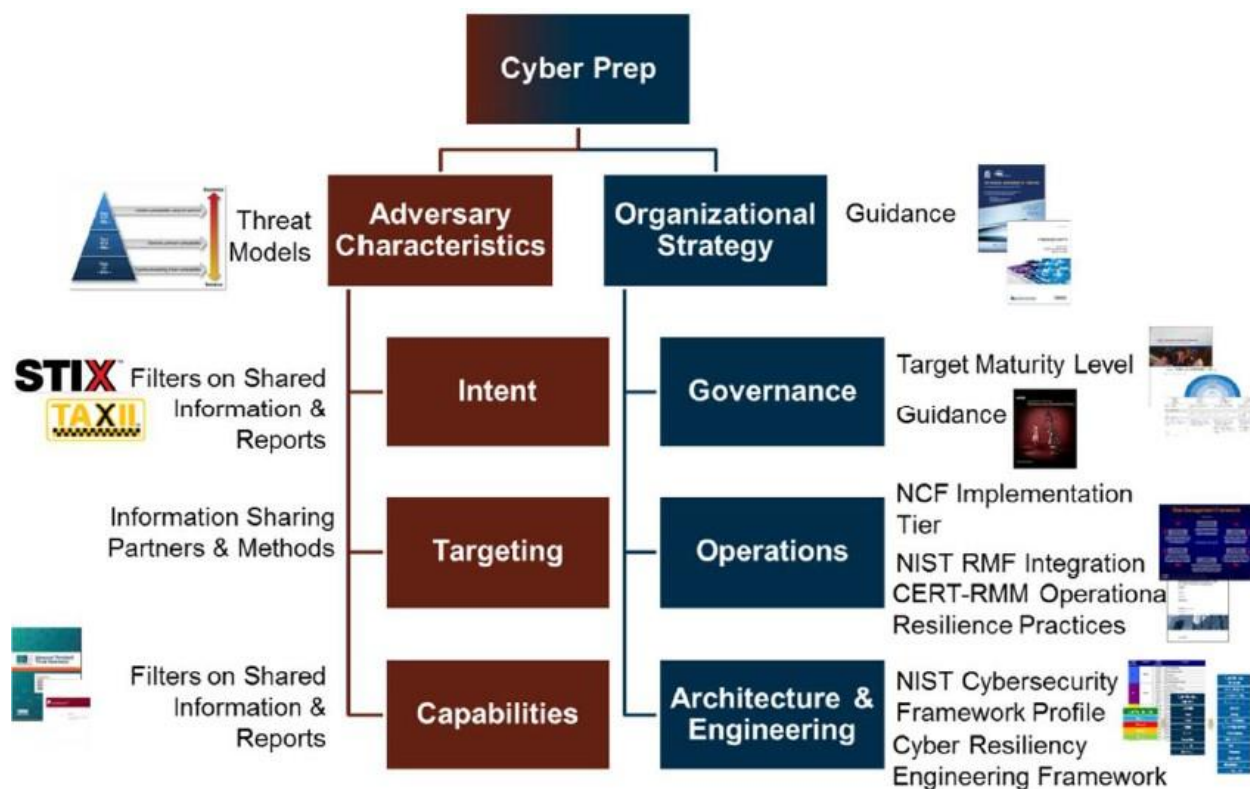 Cyber Prep
Threat
Models
Adversary
Characteristics
Organizational
Strategy
Guidance
STIX™
TAXII
Filters on Shared
Information &
Reports
Intent
Governance
Target Maturity Level
Guidance
Information Sharing
Partners & Methods
Targeting
Operations
NCF Implementation
Tier
NIST RMF Integration
CERT-RMM Operationa
Resilience Practices
Filters on Shared
Information &
Reports
Capabilities
Architecture &
Engineering
NIST Cybersecurity
Framework Profile
Cyber Resiliency
Engineering Framework